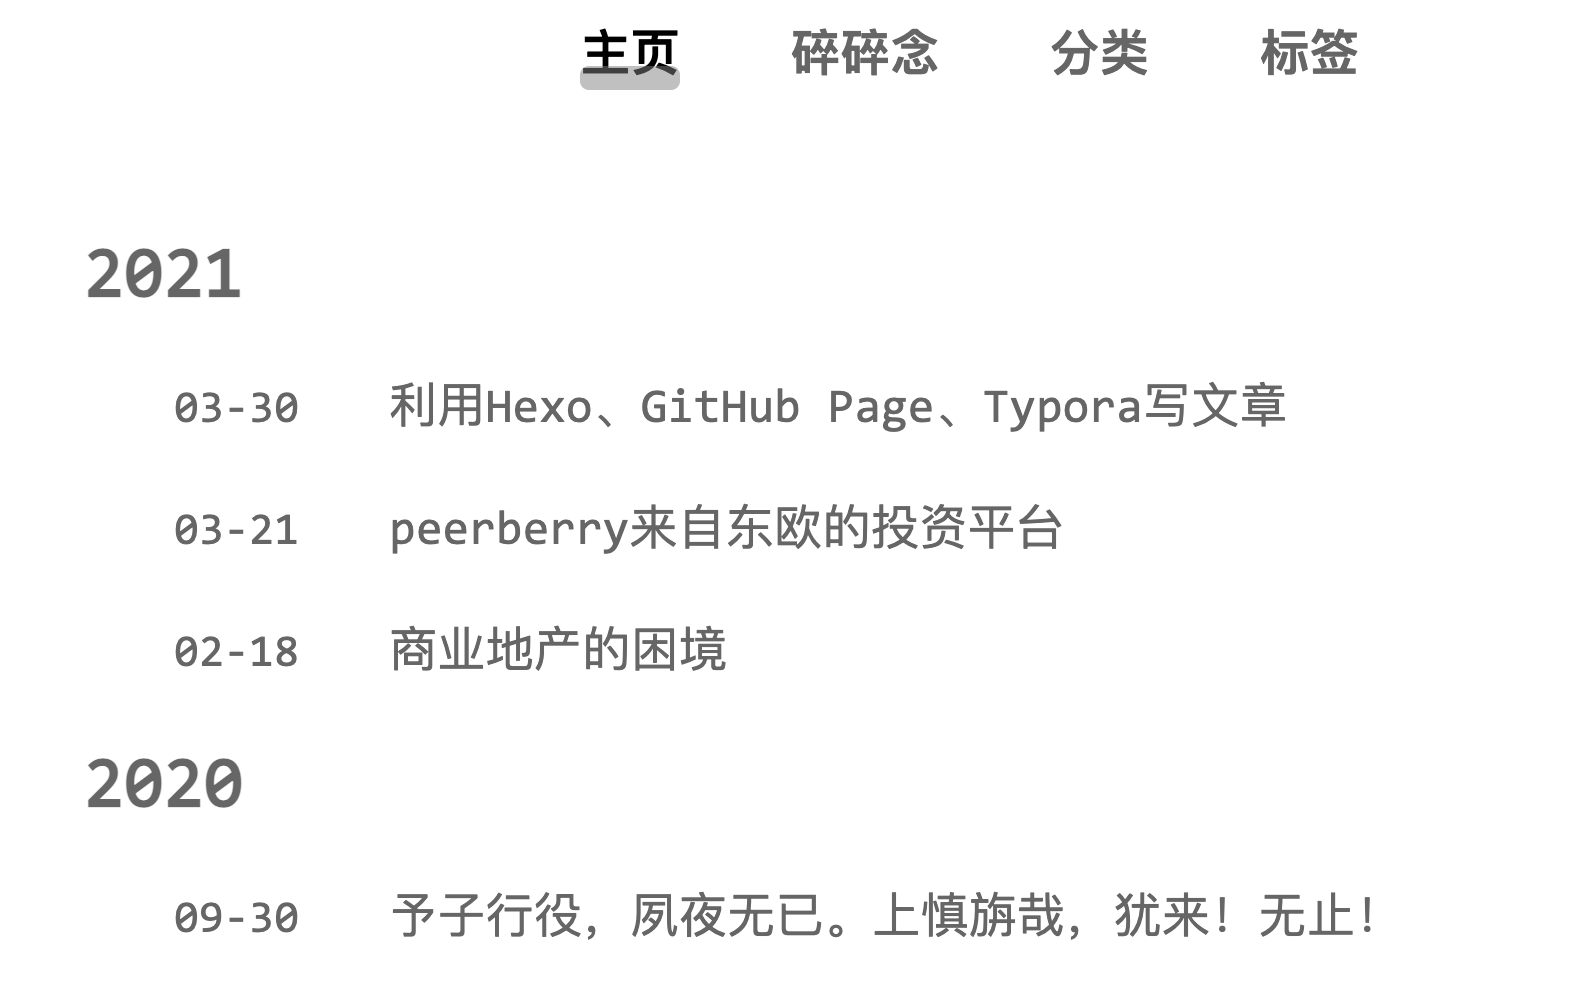 主页 碎碎念 分类 标签
2021
03-30 利用Hexo、GitHub Page、Typora写文章
03-21 peerberry来自东欧的投资平台
02-18 商业地产的困境
2020
09-30 予子行役，夙夜无已。上慎旃哉，犹来！无止！